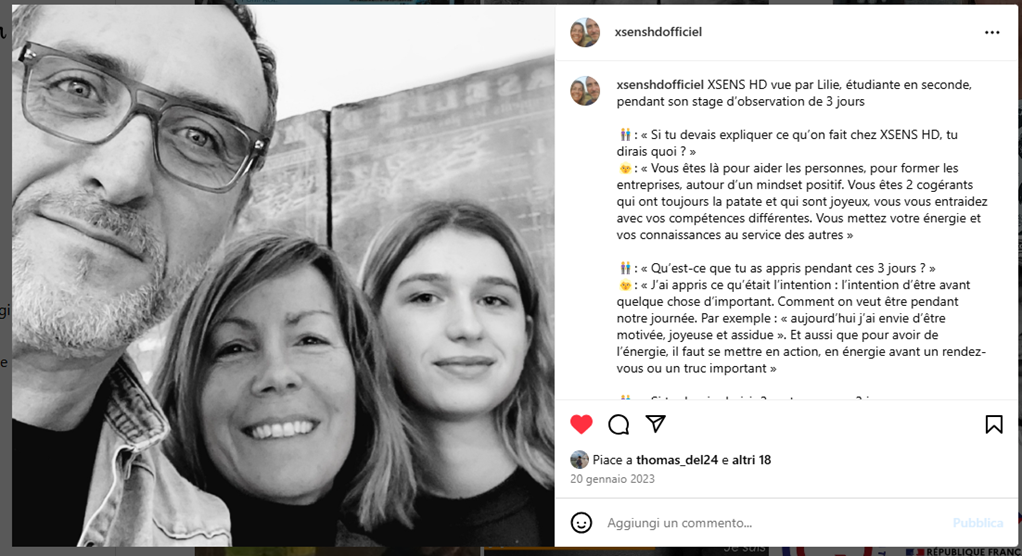 xsenshdofficiel
xsenshdofficiel XSENS HD vue par Lilie, étudiante en seconde,
pendant son stage d'observation de 3 jours
👫 : « Si tu devais expliquer ce qu'on fait chez XSENS HD, tu
dirais quoi ? »
🌞 : « Vous êtes là pour aider les personnes, pour former les
entreprises, autour d'un mindset positif. Vous êtes 2 cogérants
qui ont toujours la patate et qui sont joyeux, vous vous entraidez
avec vos compétences différentes. Vous mettez votre énergie et
vos connaissances au service des autres »
👫 : « Qu'est-ce que tu as appris pendant ces 3 jours ? »
🌞 : « J'ai appris ce qu'était l'intention : l'intention d'être avant
quelque chose d'important. Comment on veut être pendant
notre journée. Par exemple : « aujourd'hui j'ai envie d'être
motivée, joyeuse et assidue ». Et aussi que pour avoir de
l'énergie, il faut se mettre en action, en énergie avant un rendez-
vous ou un truc important »
Piace a thomas_del24 e altri 18
20 gennaio 2023
Aggiungi un commento...
Pubblica
Je suis
RÉPUBLIQUE FRANÇ